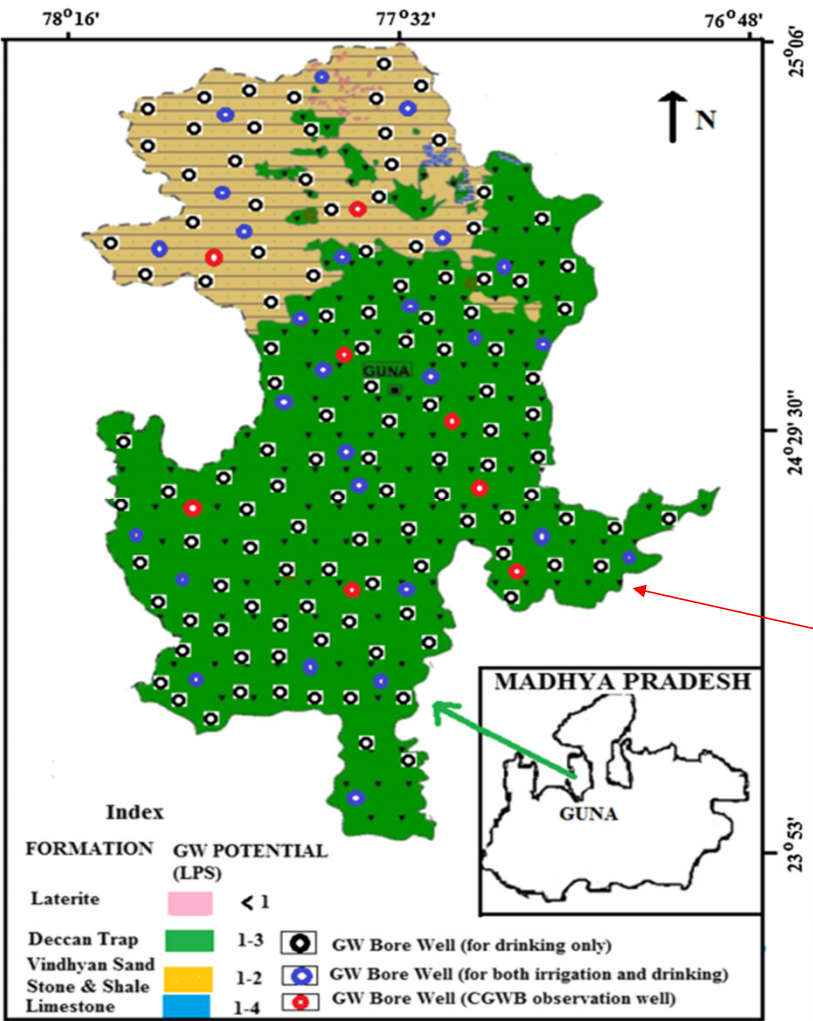 78°16' 77°32' 76°48'
25°06'
N
GUNA
24°29'30"
MADHYA PRADESH
GUNA
23°53'
Index
FORMATION GW POTENTIAL
(LPS)
Laterite < 1
Deccan Trap 1-3 GW Bore Well (for drinking only)
Vindhyan Sand
Stone & Shale 1-2 GW Bore Well (for both irrigation and drinking)
Limestone 1-4 GW Bore Well (CGWB observation well)